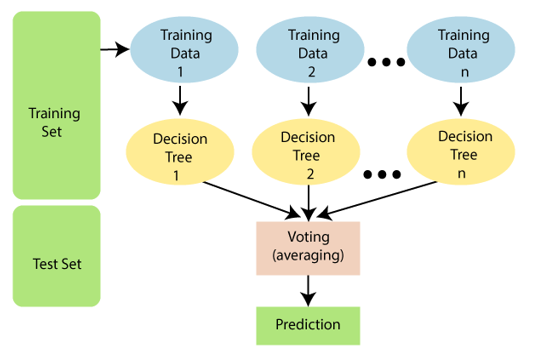 Training
Set
Training
Data
1
Training
Data
2
Training
Data
n
Decision
Tree
1
Decision
Tree
2
Decision
Tree
n
Test Set
Voting
(averaging)
Prediction